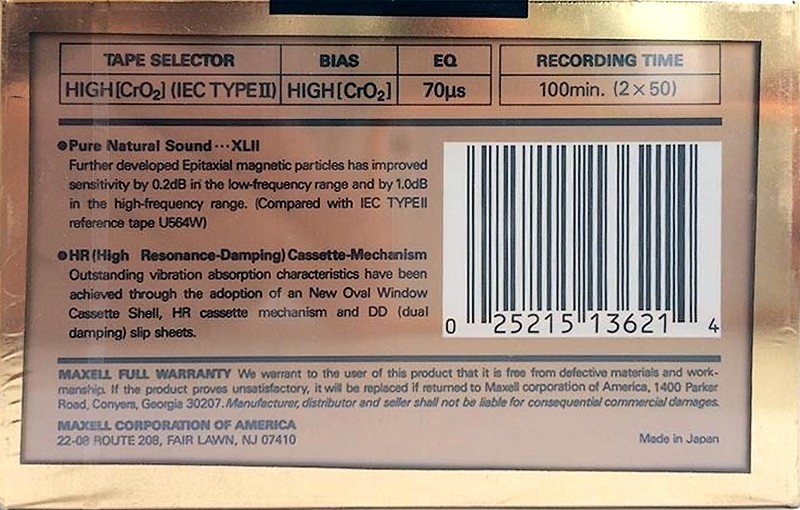 TAPE SELECTOR BIAS EQ RECORDING TIME
HIGH[CrO₂] (IEC TYPEⅡ) HIGH[CrO₂] 70μs 100min. (2×50)
●Pure Natural Sound···XLII
Further developed Epitaxial magnetic particles has improved
sensitivity by 0.2dB in the low-frequency range and by 1.0dB
in the high-frequency range. (Compared with IEC TYPEⅡ
reference tape U564W)
●HR (High Resonance-Damping) Cassette-Mechanism
Outstanding vibration absorption characteristics have been
achieved through the adoption of an New Oval Window
Cassette Shell, HR cassette mechanism and DD (dual
damping) slip sheets.
0 25215 13621 4
MAXELL FULL WARRANTY We warrant to the user of this product that it is free from defective materials and work-
manship. If the product proves unsatisfactory, it will be replaced if returned to Maxell corporation of America, 1400 Parker
Road, Conyers, Georgia 30207. Manufacturer, distributor and seller shall not be liable for consequential commercial damages.
MAXELL CORPORATION OF AMERICA
22-08 ROUTE 208, FAIR LAWN, NJ 07410
Made in Japan